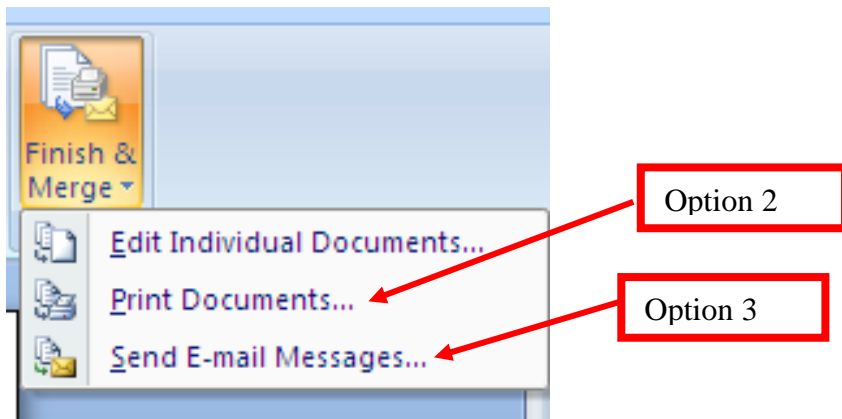 Finish &
Merge
Option 2
Edit Individual Documents...
Print Documents...
Option 3
Send E-mail Messages...